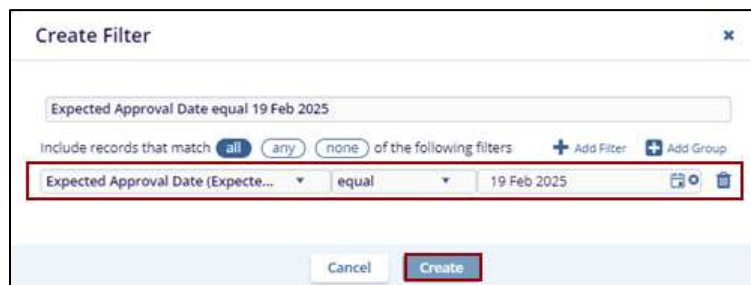 Create Filter
Expected Approval Date equal 19 Feb 2025
Include records that match all any none of the following filters Add Filter Add Group
Expected Approval Date (Expecte... equal 19 Feb 2025
Cancel Create